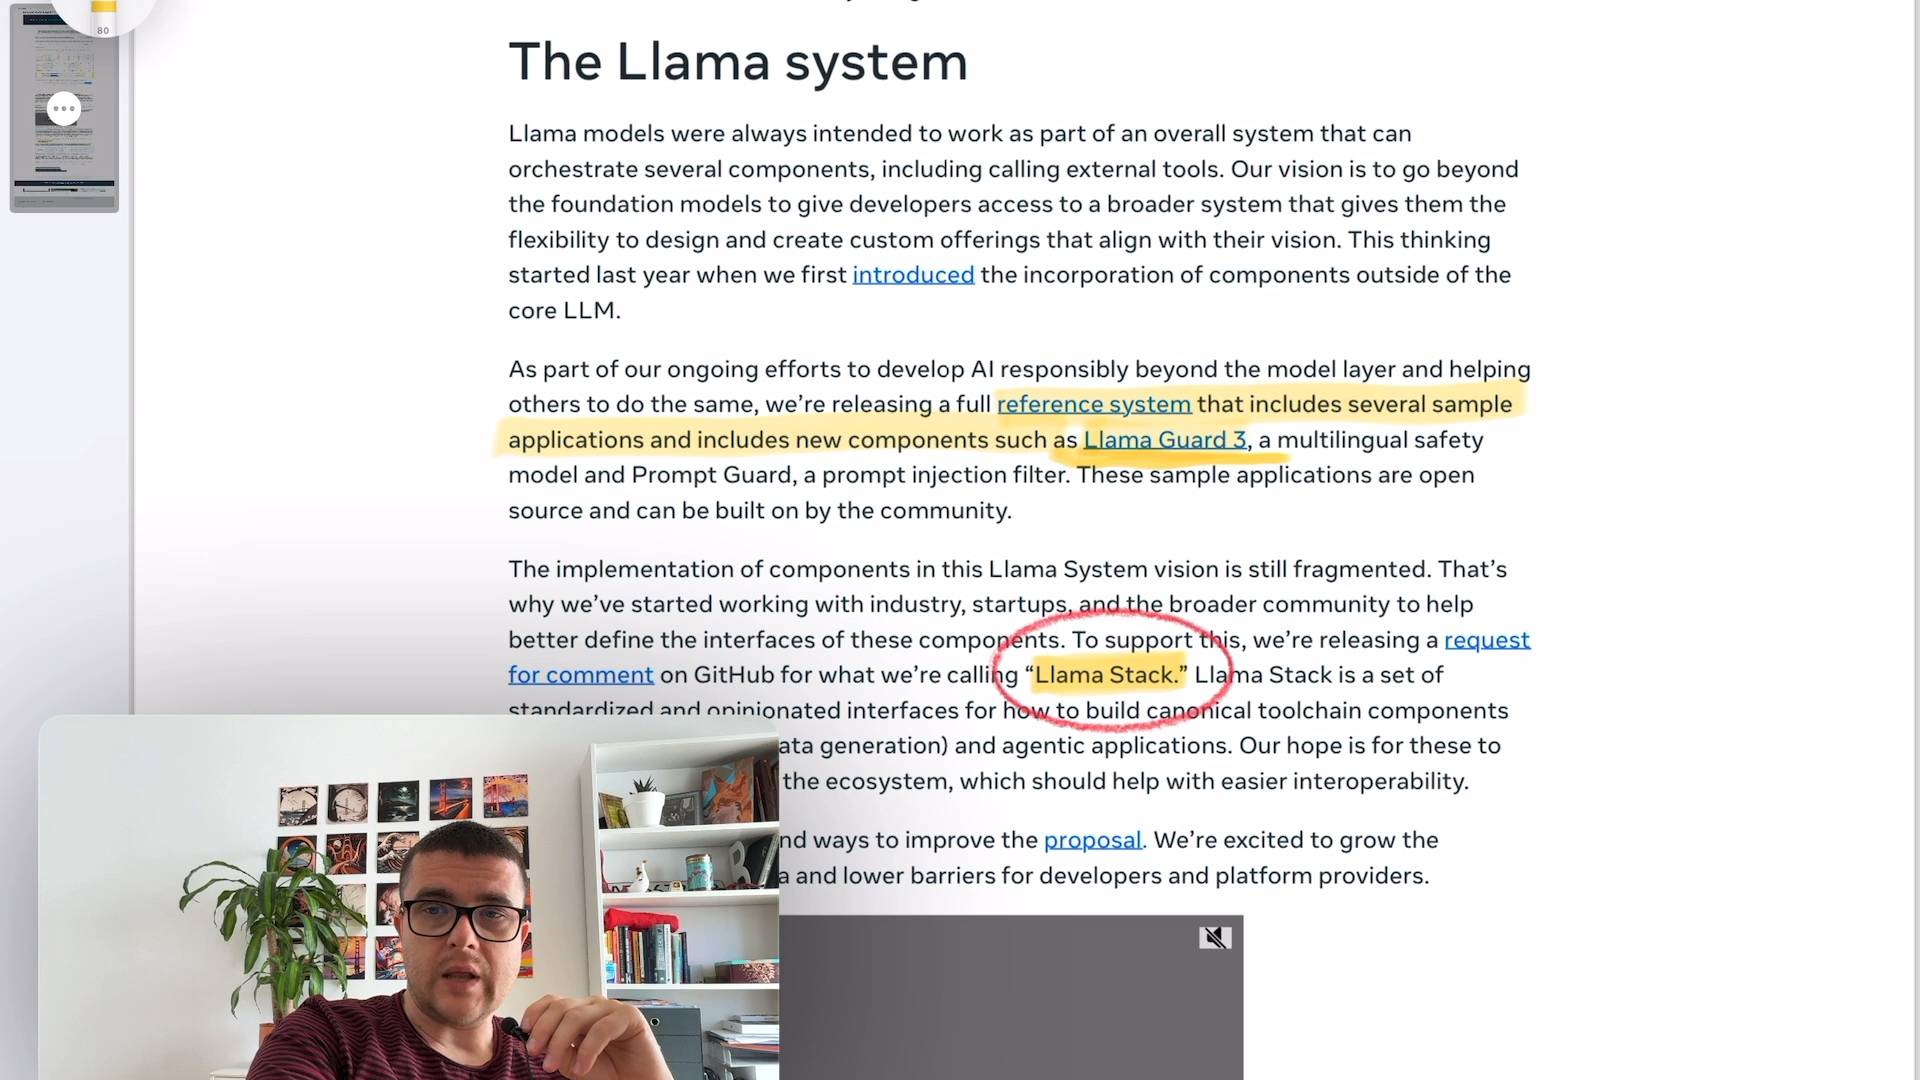 80
The Llama system
Llama models were always intended to work as part of an overall system that can
orchestrate several components, including calling external tools. Our vision is to go beyond
the foundation models to give developers access to a broader system that gives them the
flexibility to design and create custom offerings that align with their vision. This thinking
started last year when we first introduced the incorporation of components outside of the
core LLM.
As part of our ongoing efforts to develop AI responsibly beyond the model layer and helping
others to do the same, we’re releasing a full reference system that includes several sample
applications and includes new components such as Llama Guard 3, a multilingual safety
model and Prompt Guard, a prompt injection filter. These sample applications are open
source and can be built on by the community.
The implementation of components in this Llama System vision is still fragmented. That’s
why we’ve started working with industry, startups, and the broader community to help
better define the interfaces of these components. To support this, we’re releasing a request
for comment on GitHub for what we’re calling “Llama Stack.” Llama Stack is a set of
standardized and opinionated interfaces for how to build canonical toolchain components
ata generation) and agentic applications. Our hope is for these to
the ecosystem, which should help with easier interoperability.
nd ways to improve the proposal. We’re excited to grow the
a and lower barriers for developers and platform providers.